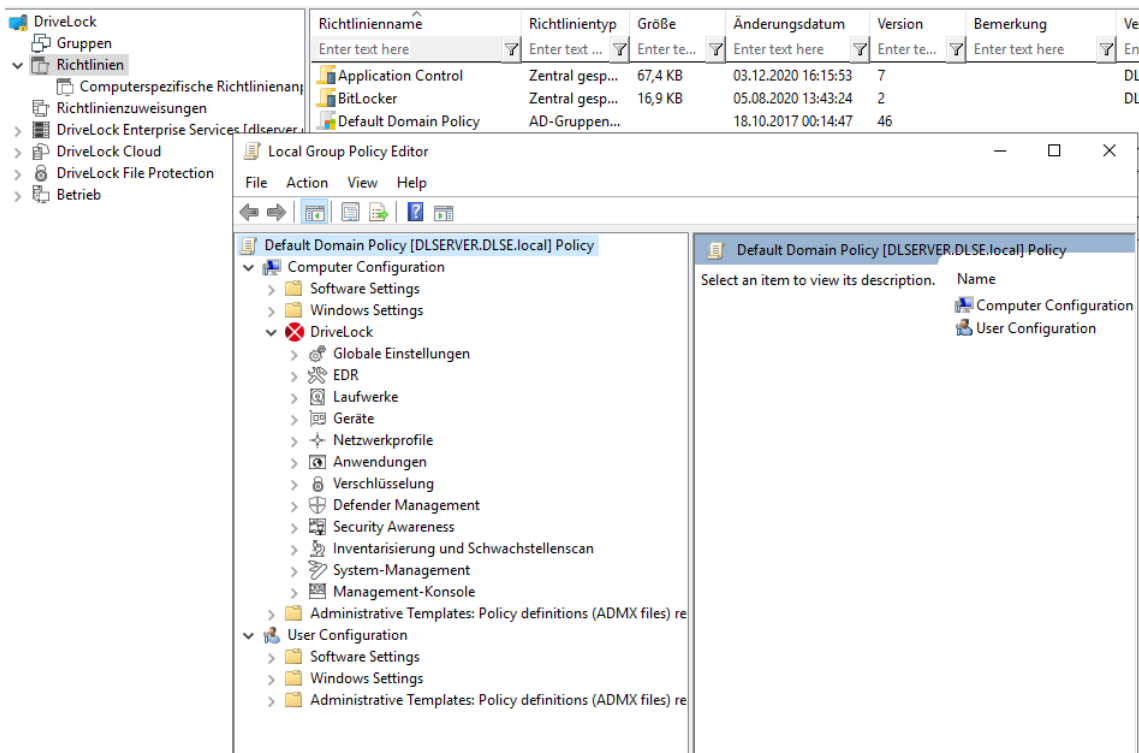 DriveLock
Gruppen
Richtlinien
Computerspezifische Richtlinienan
Richtlinienzuweisungen
DriveLock Enterprise Services [dlserver.
DriveLock Cloud
DriveLock File Protection
Betrieb
Richtlinienname Richtlinientyp Größe Änderungsdatum Version Bemerkung Ve
Enter text here Enter text ... Enter te... Enter text here Enter te... Enter text here En
Application Control Zentral gesp... 67,4 KB 03.12.2020 16:15:53 7 DL
BitLocker Zentral gesp... 16,9 KB 05.08.2020 13:43:24 2 DL
Default Domain Policy AD-Gruppen... 18.10.2017 00:14:47 46
Local Group Policy Editor
File Action View Help
Default Domain Policy [DLSERVER.DLSE.local] Policy
Computer Configuration
Software Settings
Windows Settings
DriveLock
Globale Einstellungen
EDR
Laufwerke
Geräte
Netzwerkprofile
Anwendungen
Verschlüsselung
Defender Management
Security Awareness
Inventarisierung und Schwachstellenscan
System-Management
Management-Konsole
Administrative Templates: Policy definitions (ADMX files) re
User Configuration
Software Settings
Windows Settings
Administrative Templates: Policy definitions (ADMX files) re
Default Domain Policy [DLSERVER.DLSE.local] Policy
Select an item to view its description.
Name
Computer Configuration
User Configuration